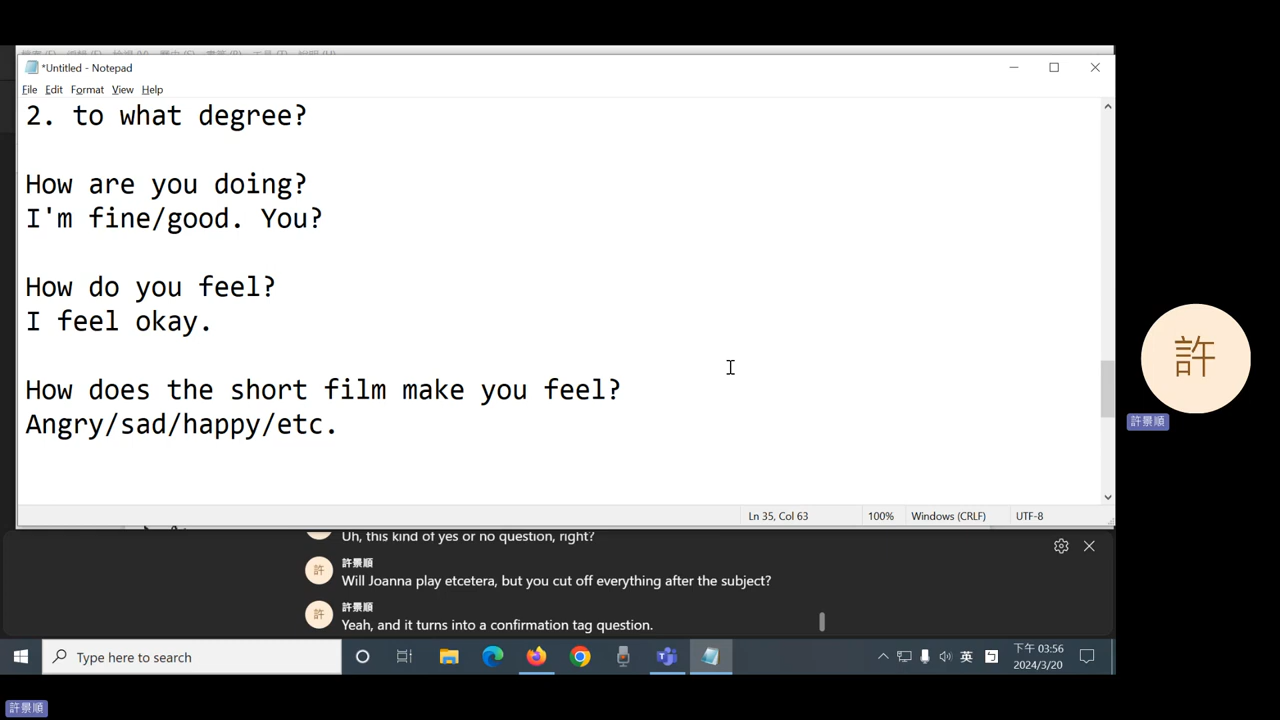 *Untitled - Notepad
File Edit Format View Help
2. to what degree?
How are you doing?
I'm fine/good. You?
How do you feel?
I feel okay.
How does the short film make you feel?
Angry/sad/happy/etc.
Ln 35, Col 63
100%
Windows (CRLF)
UTF-8
許
許景順
Uh, this kind of yes or no question, right?
許
許景順
Will Joanna play etcetera, but you cut off everything after the subject?
許
許景順
Yeah, and it turns into a confirmation tag question.
Type here to search
英
下午 03:56
2024/3/20
許景順